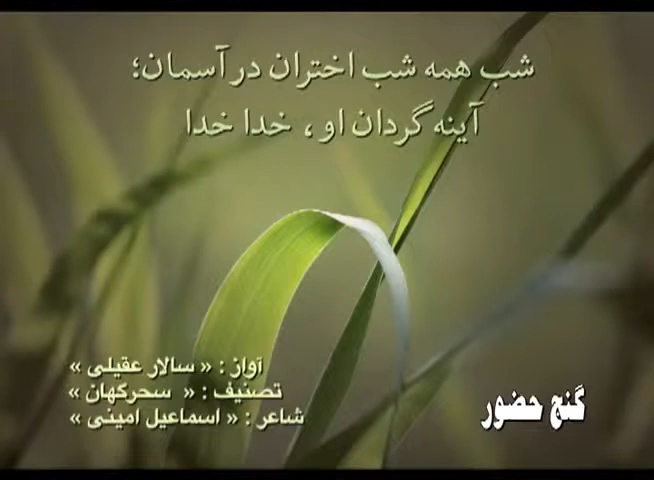 شب همه شب اختران در آسمان؛
آینه گردان او، خدا خدا
آواز : « سالار عقیلی »
تصنیف : « سحرکهان »
شاعر : « اسماعیل امینی »
گنج حضور